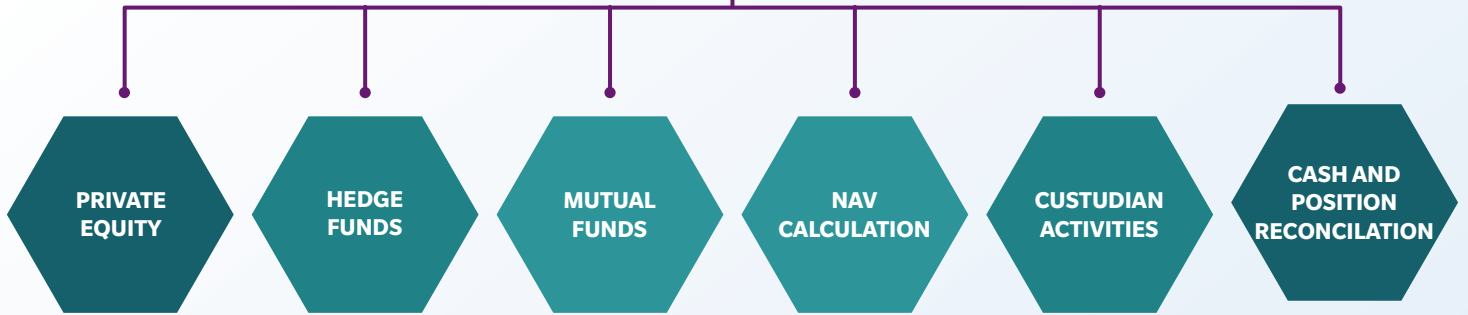 PRIVATE
EQUITY
HEDGE
FUNDS
MUTUAL
FUNDS
NAV
CALCULATION
CUSTUDIAN
ACTIVITIES
CASH AND
POSITION
RECONCILATION